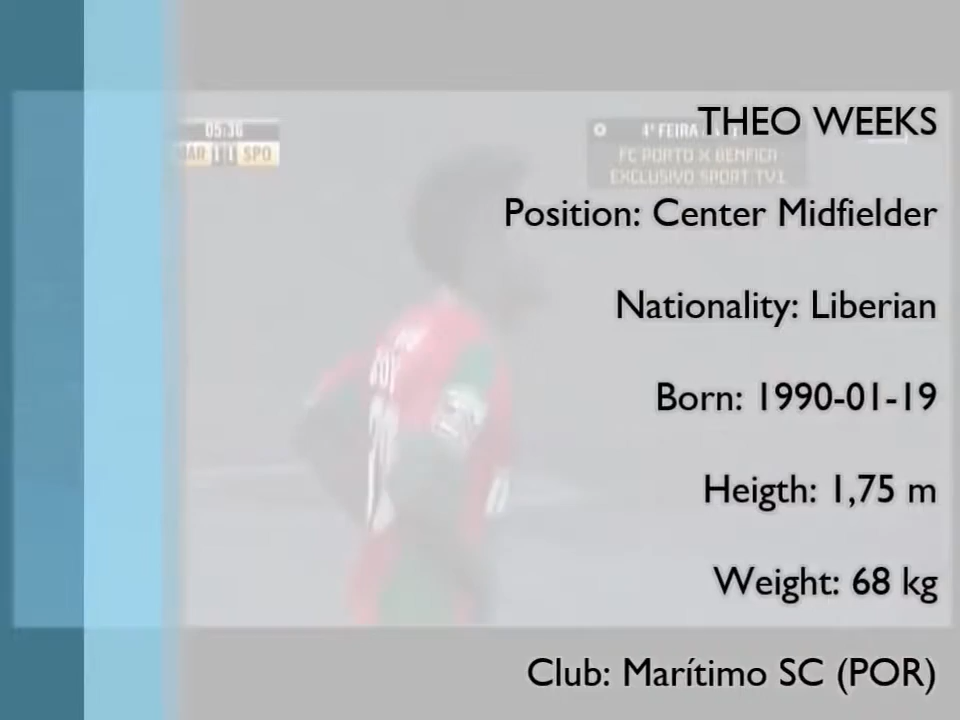 THEO WEEKS
05:36
4ª FEIRA
MAR 1 1 SPO
FC PORTO X BENFICA
EXCLUSIVO SPORT TV1
Position: Center Midfielder
Nationality: Liberian
Born: 1990-01-19
Heigth: 1,75 m
Weight: 68 kg
Club: Marítimo SC (POR)